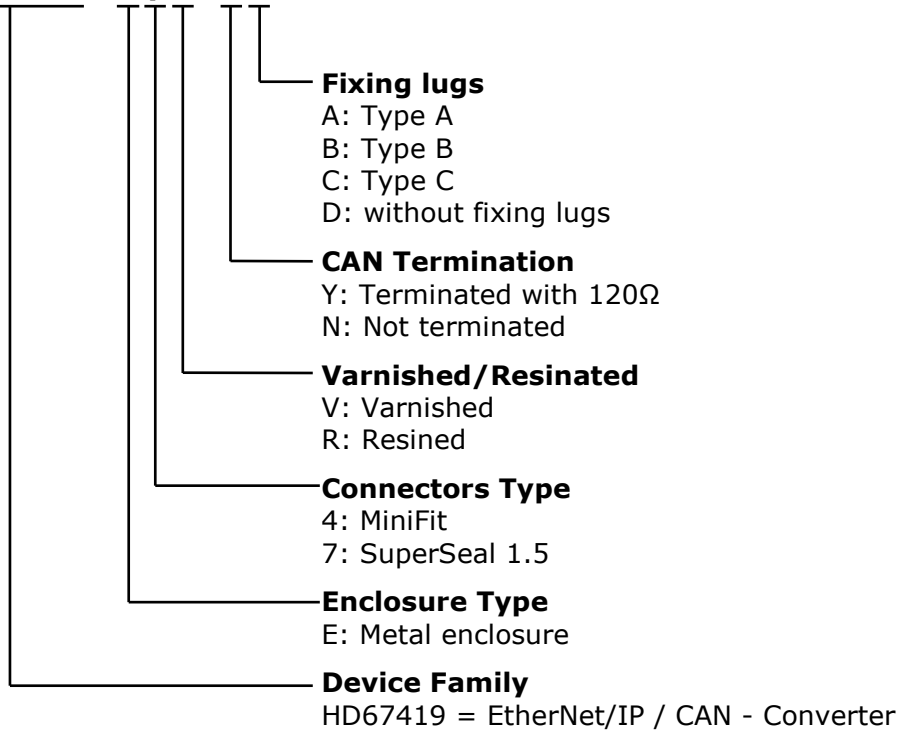 Fixing lugs
A: Type A
B: Type B
C: Type C
D: without fixing lugs
CAN Termination
Y: Terminated with 120Ω
N: Not terminated
Varnished/Resinated
V: Varnished
R: Resined
Connectors Type
4: MiniFit
7: SuperSeal 1.5
Enclosure Type
E: Metal enclosure
Device Family
HD67419 = EtherNet/IP / CAN - Converter